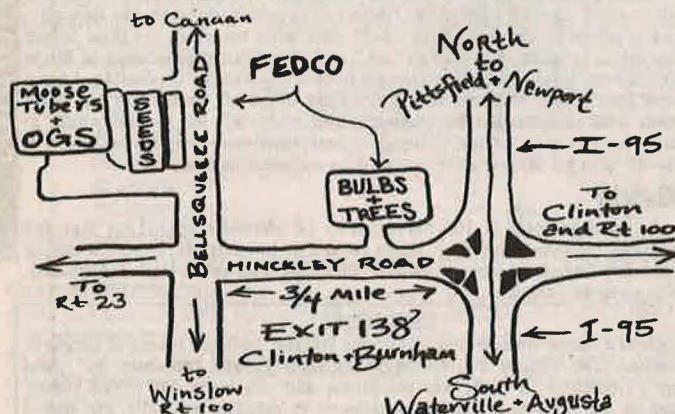 to Canaan
FEDCO
North
to
Pittsfield + Newport
Moose
Tubers
+
OGS
SEEDS
BELLSQUEEZE ROAD
I-95
BULBS
+
TREES
To
Clinton
and Rt 100
HINCKLEY ROAD
To
Rt 23
3/4 mile
EXIT 138
Clinton + Burnham
I-95
to
Winslow
Rt 100
South
Waterville + Augusta